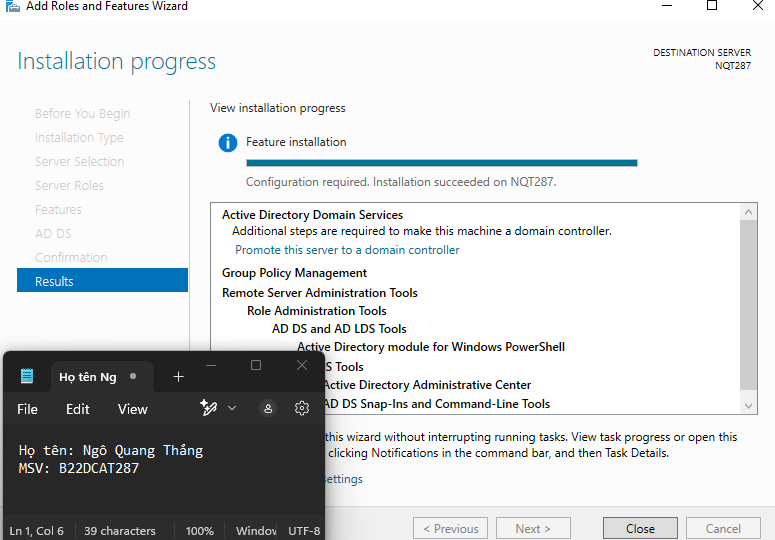 Add Roles and Features Wizard
Installation progress
DESTINATION SERVER
NQT287
Before You Begin
Installation Type
Server Selection
Server Roles
Features
AD DS
Confirmation
Results
View installation progress
Feature installation
Configuration required. Installation succeeded on NQT287.
Active Directory Domain Services
Additional steps are required to make this machine a domain controller.
Promote this server to a domain controller
Group Policy Management
Remote Server Administration Tools
Role Administration Tools
AD DS and AD LDS Tools
Active Directory module for Windows PowerShell
S Tools
Active Directory Administrative Center
AD DS Snap-Ins and Command-Line Tools
this wizard without interrupting running tasks. View task progress or open this
clicking Notifications in the command bar, and then Task Details.
settings
< Previous
Next >
Close
Cancel
Họ tên Ng
File Edit View
Họ tên: Ngô Quang Thắng
MSV: B22DCAT287
Ln 1, Col 6 39 characters 100% Window UTF-8